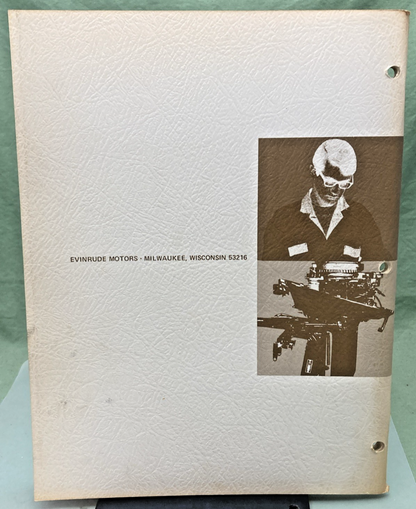 EVINRUDE MOTORS · MILWAUKEE, WISCONSIN 53216